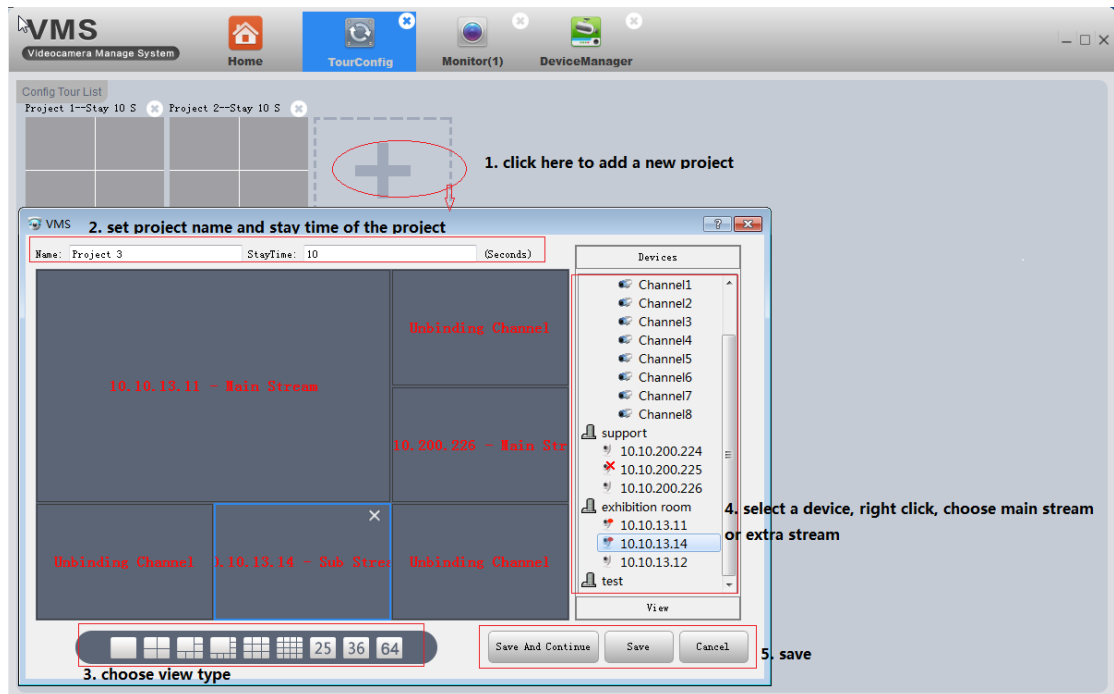 VMS
Videocamera Manage System
Home
TourConfig
Monitor(1)
DeviceManager
Config Tour List
Project 1--Stay 10 S
Project 2--Stay 10 S
1. click here to add a new project
VMS
2. set project name and stay time of the project
Name: Project 3
StayTime: 10
(Seconds)
Devices
10.10.13.11 - Main Stream
Unbinding Channel
10.200.226 - Main Str
Unbinding Channel
0.10.13.14 - Sub Strea
Unbinding Channel
Channel1
Channel2
Channel3
Channel4
Channel5
Channel6
Channel7
Channel8
support
10.10.200.224
10.10.200.225
10.10.200.226
exhibition room
10.10.13.11
10.10.13.14
10.10.13.12
test
4. select a device, right click, choose main stream
or extra stream
View
25 36 64
3. choose view type
Save And Continue
Save
Cancel
5. save